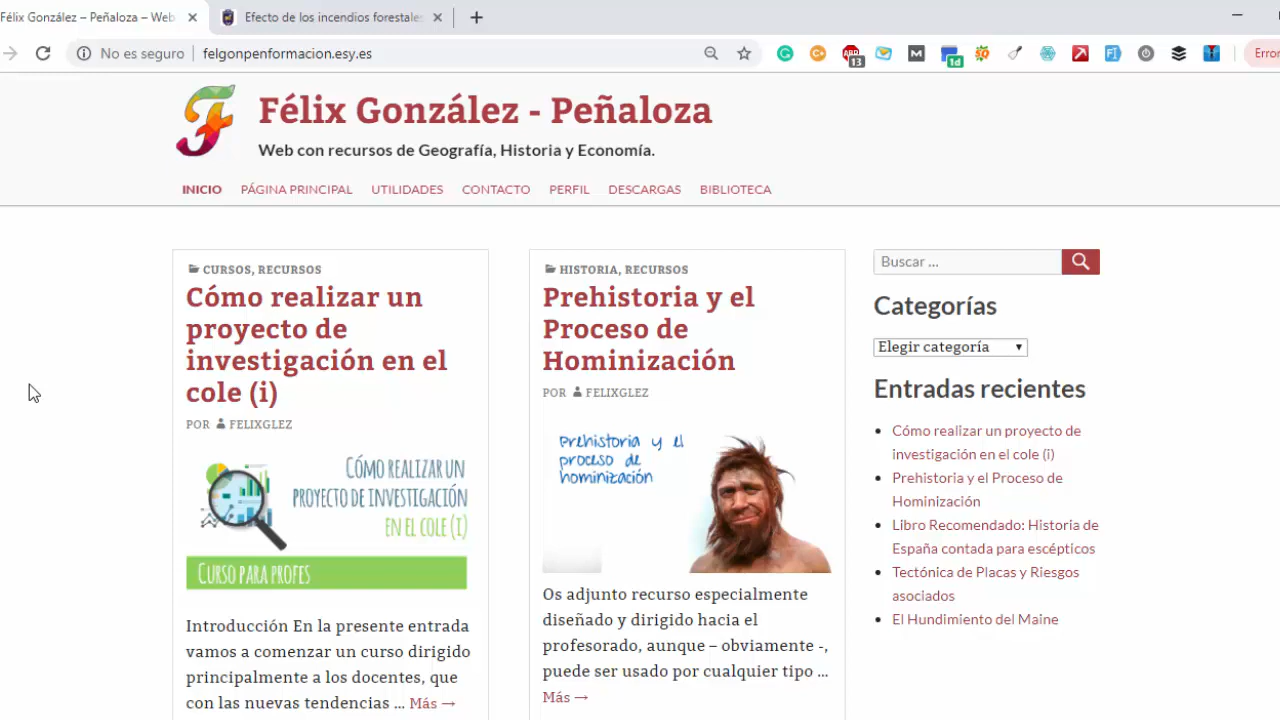 Félix González – Peñaloza – Web
Efecto de los incendios forestales
No es seguro
felgonpenformacion.esy.es
13
1d
Error
Félix González - Peñaloza
Web con recursos de Geografía, Historia y Economía.
INICIO PÁGINA PRINCIPAL UTILIDADES CONTACTO PERFIL DESCARGAS BIBLIOTECA
CURSOS, RECURSOS
Cómo realizar un
proyecto de
investigación en el
cole (i)
POR FELIXGLEZ
CÓMO REALIZAR UN
PROYECTO DE INVESTIGACIÓN
EN EL COLE (I)
CURSO PARA PROFES
Introducción En la presente entrada
vamos a comenzar un curso dirigido
principalmente a los docentes, que
con las nuevas tendencias ... Más →
HISTORIA, RECURSOS
Prehistoria y el
Proceso de
Hominización
POR FELIXGLEZ
Prehistoria y el
proceso de
hominización
Os adjunto recurso especialmente
diseñado y dirigido hacia el
profesorado, aunque – obviamente -,
puede ser usado por cualquier tipo ...
Más →
Buscar ...
Categorías
Elegir categoría
Entradas recientes
Cómo realizar un proyecto de
investigación en el cole (i)
Prehistoria y el Proceso de
Hominización
Libro Recomendado: Historia de
España contada para escépticos
Tectónica de Placas y Riesgos
asociados
El Hundimiento del Maine